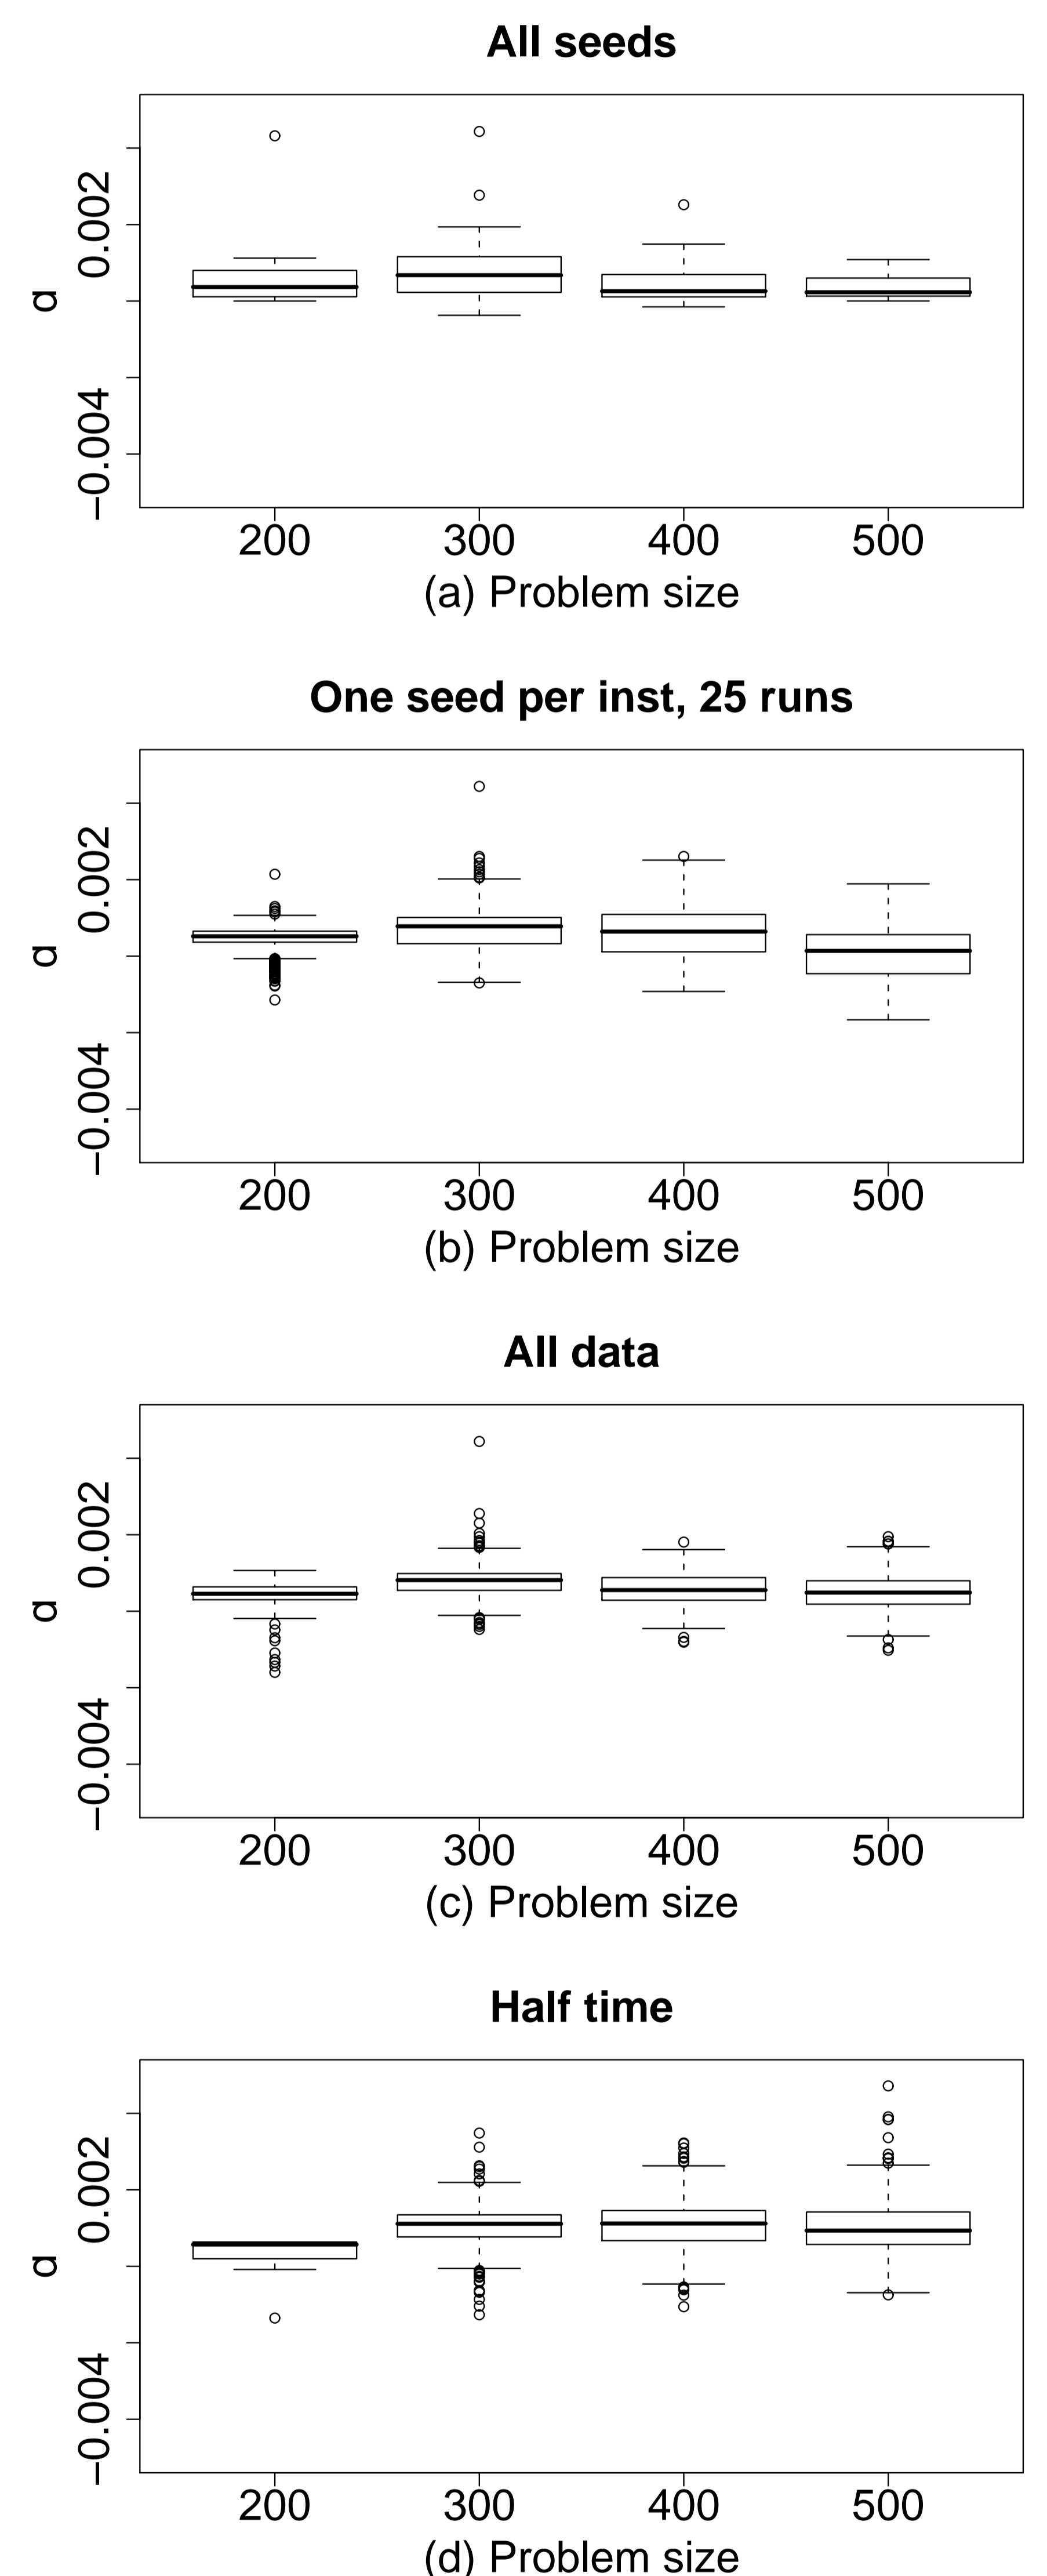 All seeds
d
0.002
−0.004
200 300 400 500
(a) Problem size
One seed per inst, 25 runs
d
0.002
−0.004
200 300 400 500
(b) Problem size
All data
d
0.002
−0.004
200 300 400 500
(c) Problem size
Half time
d
0.002
−0.004
200 300 400 500
(d) Problem size